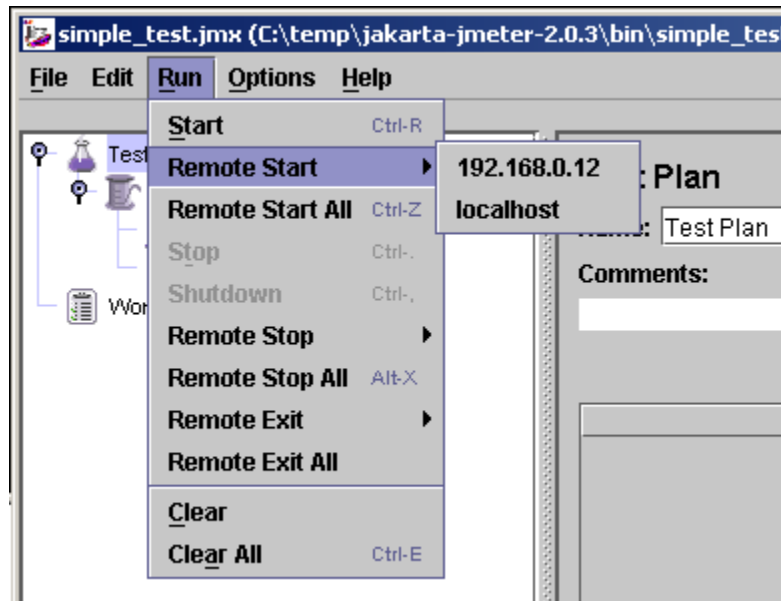 simple_test.jmx (C:\temp\jakarta-jmeter-2.0.3\bin\simple_tes
File Edit Run Options Help
Start Ctrl-R
Test
Remote Start
192.168.0.12
Plan
Remote Start All Ctrl-Z
localhost
Test Plan
Stop Ctrl-.
Comments:
Shutdown Ctrl-,
Wor
Remote Stop
Remote Stop All Alt-X
Remote Exit
Remote Exit All
Clear
Clear All Ctrl-E